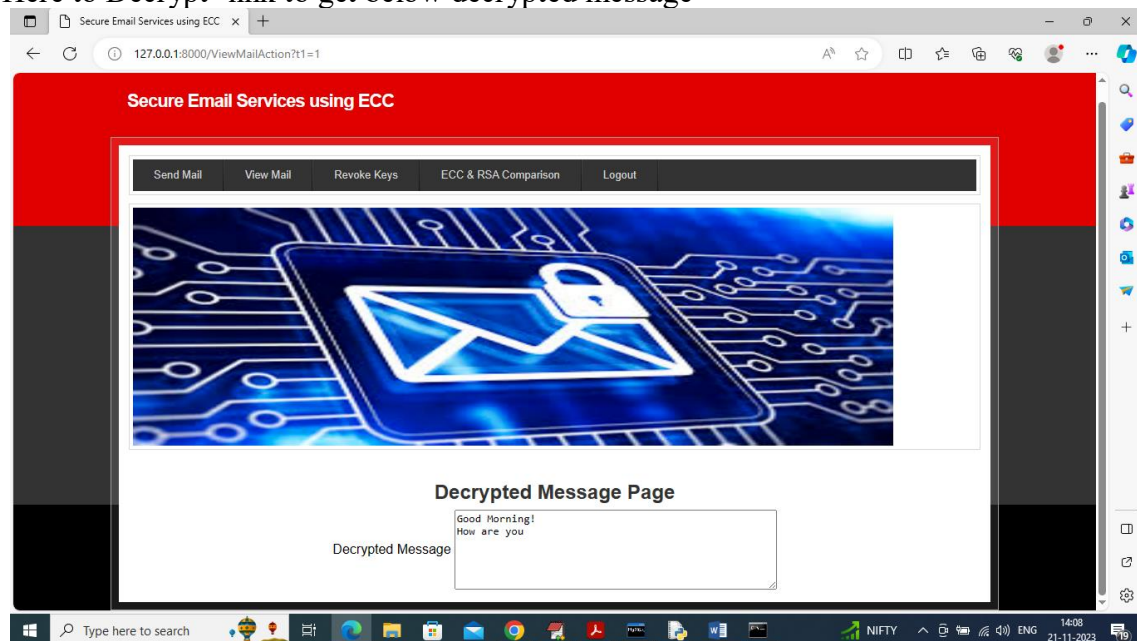 Here to Decrypt" link to get below decrypted message
Secure Email Services using ECC
127.0.0.1:8000/ViewMailAction?t1=1
Secure Email Services using ECC
Send Mail View Mail Revoke Keys ECC & RSA Comparison Logout
Decrypted Message Page
Decrypted Message
Good Morning!
How are you
Type here to search
NIFTY
ENG
14:08
21-11-2023